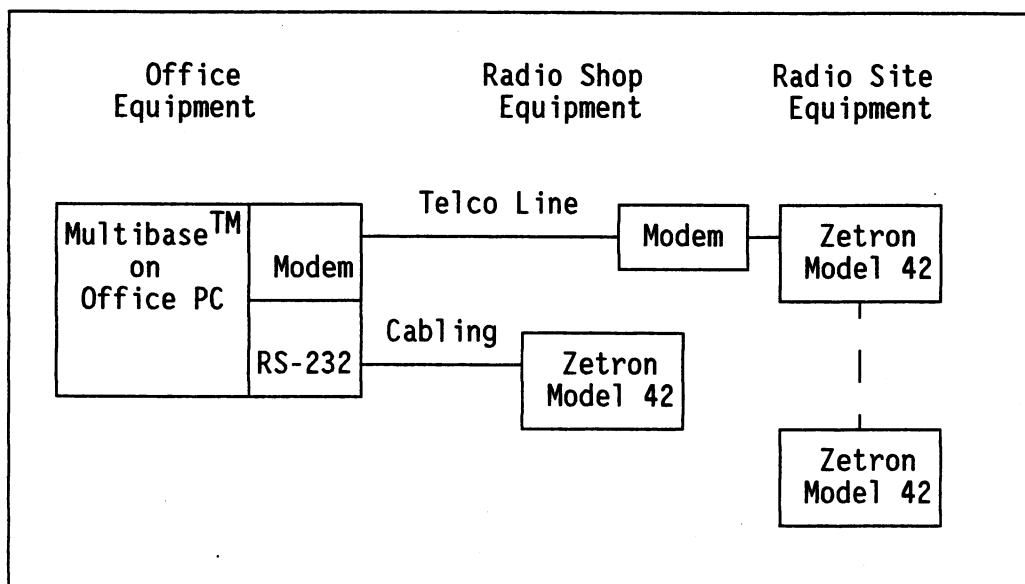 Office
Equipment
Radio Shop
Equipment
Radio Site
Equipment
Multibase™
on
Office PC
Modem
RS-232
Telco Line
Cabling
Modem
Zetron
Model 42
Zetron
Model 42
Zetron
Model 42